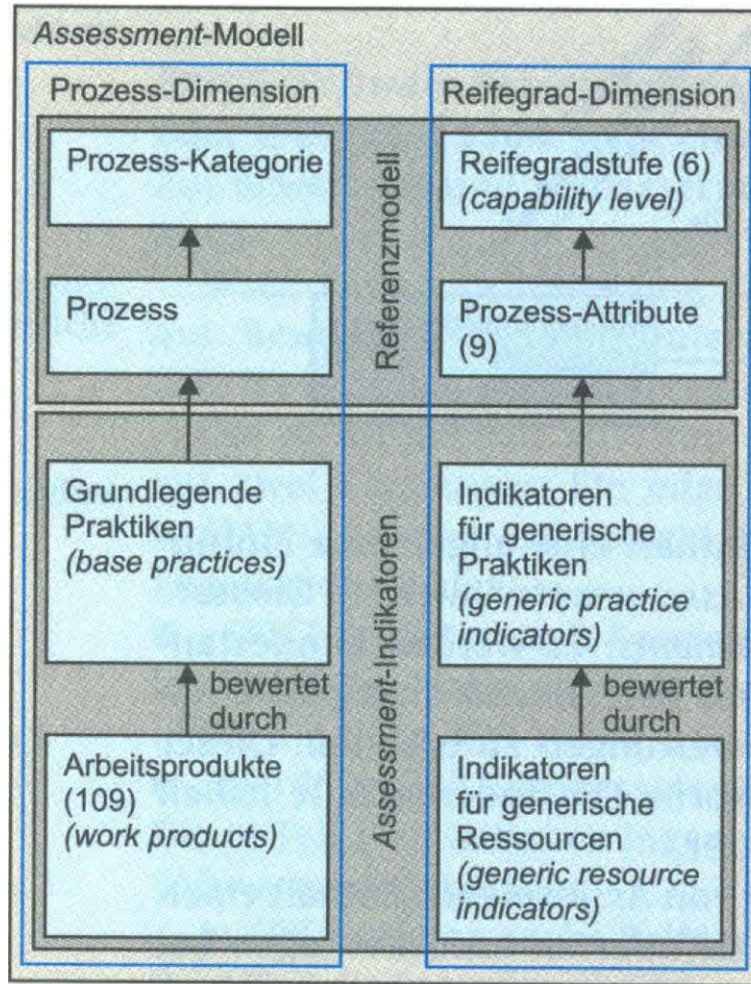 Assessment-Modell
Prozess-Dimension
Prozess-Kategorie
Prozess
Grundlegende
Praktiken
(base practices)
bewertet
durch
Arbeitsprodukte
(109)
(work products)
Referenzmodell
Assessment-Indikatoren
Reifegrad-Dimension
Reifegradstufe (6)
(capability level)
Prozess-Attribute
(9)
Indikatoren
für generische
Praktiken
(generic practice
indicators)
bewertet
durch
Indikatoren
für generische
Ressourcen
(generic resource
indicators)